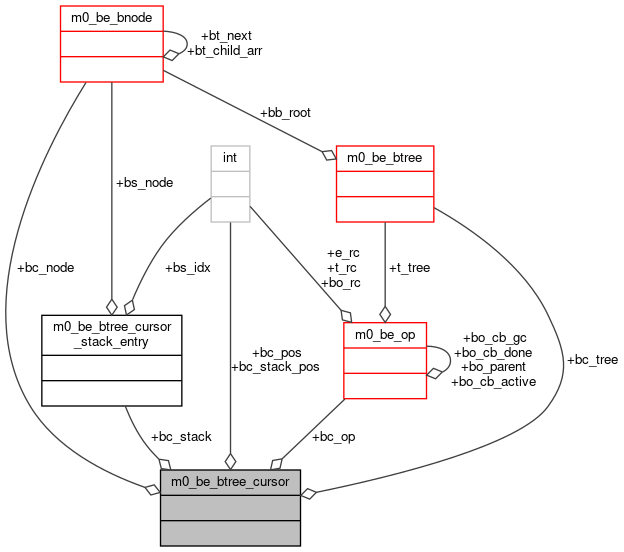 m0_be_bnode
+bt_next
+bt_child_arr
+bb_root
int
m0_be_btree
+bs_node
+e_rc
+t_rc
+bo_rc
+t_tree
+bc_node
+bs_idx
m0_be_btree_cursor
_stack_entry
m0_be_op
+bo_cb_gc
+bo_cb_done
+bo_parent
+bo_cb_active
+bc_pos
+bc_stack_pos
+bc_tree
+bc_stack
+bc_op
m0_be_btree_cursor